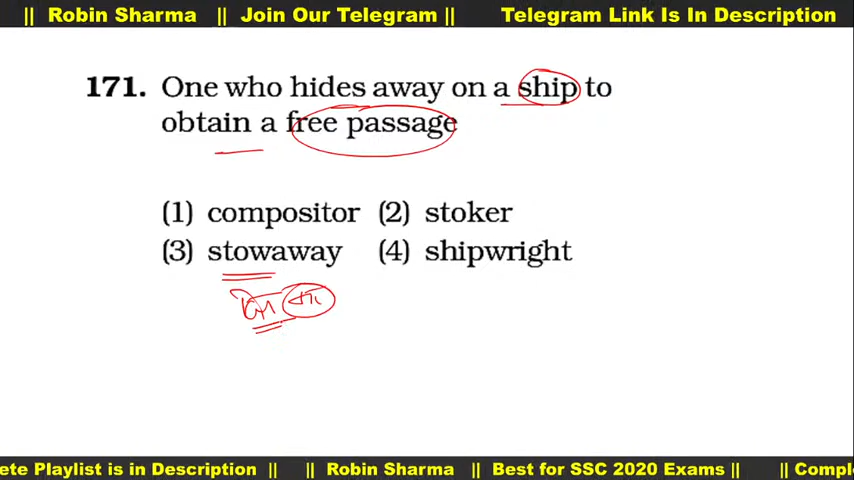 || Robin Sharma || Join Our Telegram || Telegram Link Is In Description
171. One who hides away on a ship to
obtain a free passage
(1) compositor (2) stoker
(3) stowaway (4) shipwright
ete Playlist is in Description || || Robin Sharma || Best for SSC 2020 Exams || || Compl